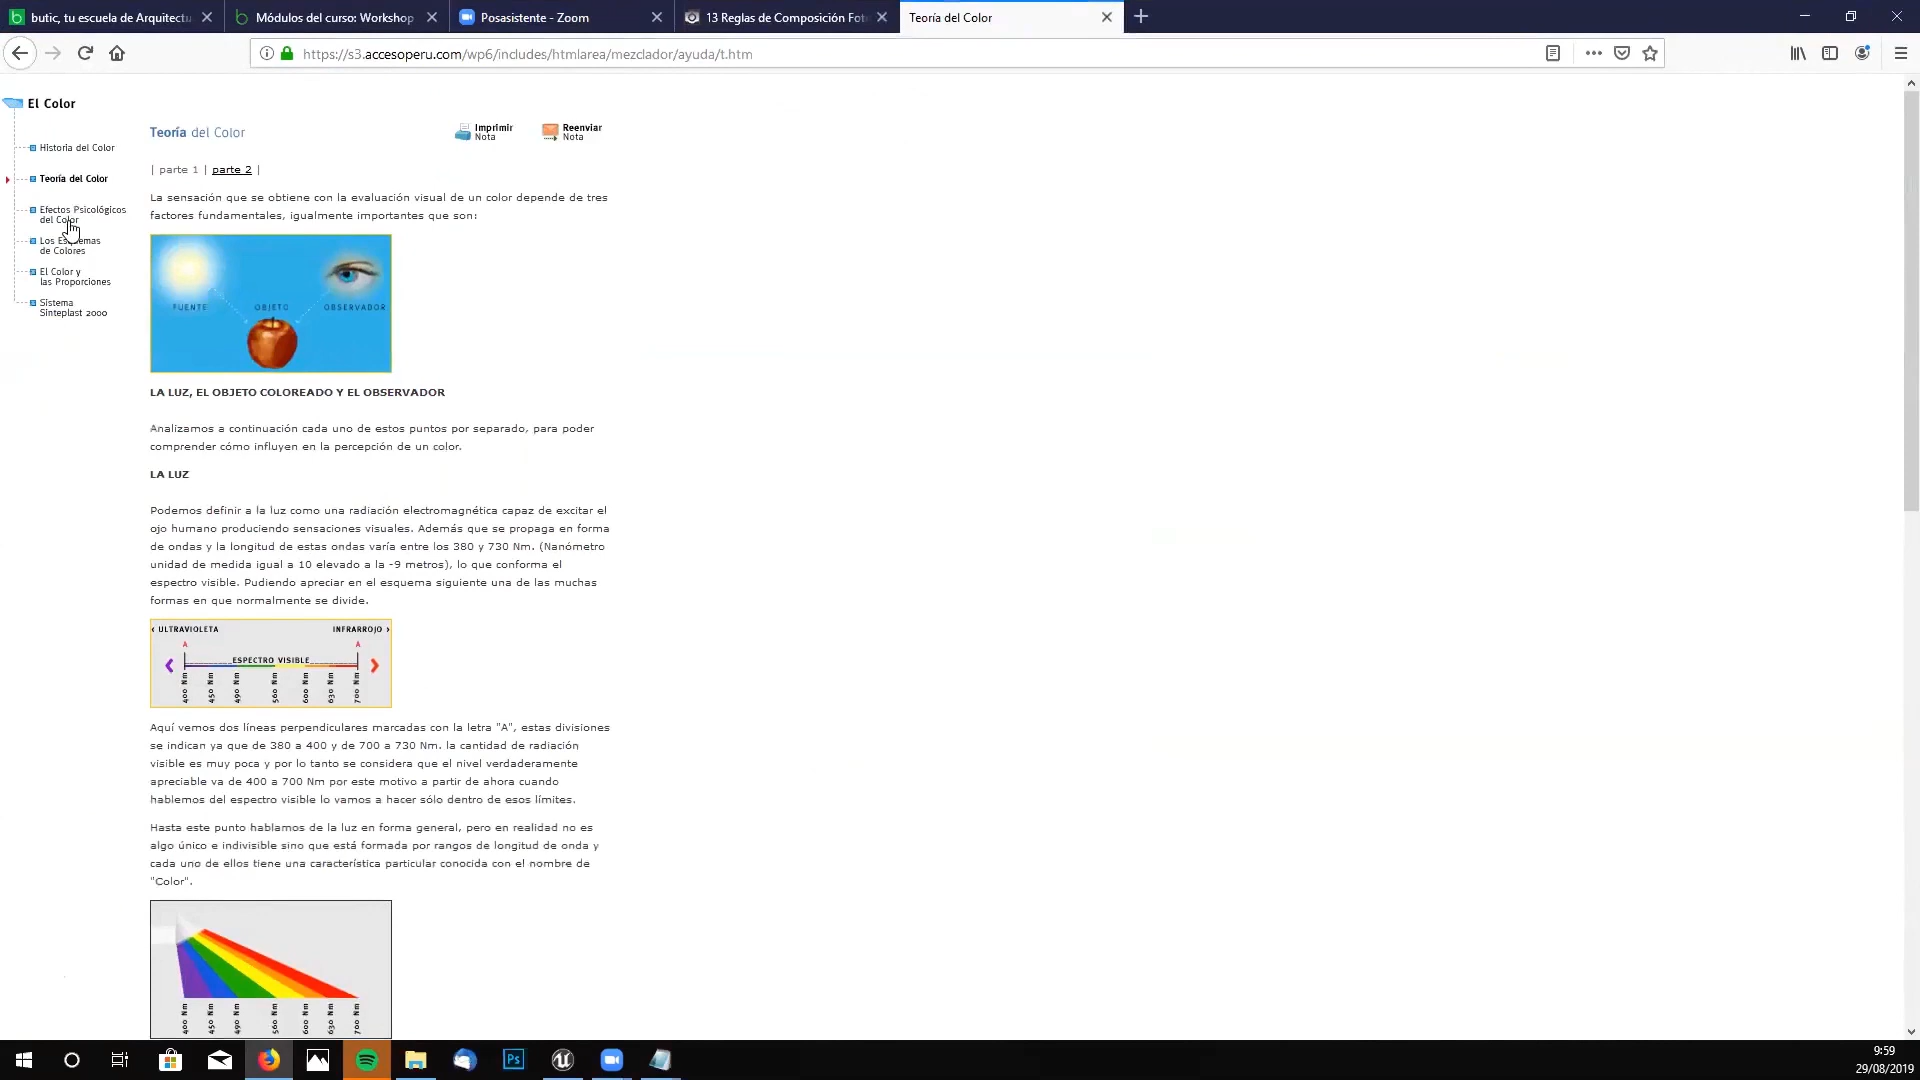 butic, tu escuela de Arquitectu
Módulos del curso: Workshop
Posasistente - Zoom
13 Reglas de Composición Fot
Teoría del Color
https://s3.accesoperu.com/wp6/includes/htmlarea/mezclador/ayuda/t.htm
El Color
Historia del Color
Teoría del Color
Efectos Psicológicos
del Color
Los Esquemas
de Colores
El Color y
las Proporciones
Sistema
Sinteplast 2000
Teoría del Color
Imprimir
Nota
Reenviar
Nota
| parte 1 | parte 2 |
La sensación que se obtiene con la evaluación visual de un color depende de tres
factores fundamentales, igualmente importantes que son:
FUENTE OBJETO OBSERVADOR
LA LUZ, EL OBJETO COLOREADO Y EL OBSERVADOR
Analizamos a continuación cada uno de estos puntos por separado, para poder
comprender cómo influyen en la percepción de un color.
LA LUZ
Podemos definir a la luz como una radiación electromagnética capaz de excitar el
ojo humano produciendo sensaciones visuales. Además que se propaga en forma
de ondas y la longitud de estas ondas varía entre los 380 y 730 Nm. (Nanómetro
unidad de medida igual a 10 elevado a la -9 metros), lo que conforma el
espectro visible. Pudiendo apreciar en el esquema siguiente una de las muchas
formas en que normalmente se divide.
‹ ULTRAVIOLETA INFRARROJO ›
A A
ESPECTRO VISIBLE
400 Nm 450 Nm 490 Nm 560 Nm 600 Nm 630 Nm 700 Nm
Aquí vemos dos líneas perpendiculares marcadas con la letra "A", estas divisiones
se indican ya que de 380 a 400 y de 700 a 730 Nm. la cantidad de radiación
visible es muy poca y por lo tanto se considera que el nivel verdaderamente
apreciable va de 400 a 700 Nm por este motivo a partir de ahora cuando
hablemos del espectro visible lo vamos a hacer sólo dentro de esos límites.
Hasta este punto hablamos de la luz en forma general, pero en realidad no es
algo único e indivisible sino que está formada por rangos de longitud de onda y
cada uno de ellos tiene una característica particular conocida con el nombre de
"Color".
400 Nm 450 Nm 490 Nm 560 Nm 600 Nm 630 Nm 700 Nm
Ps
9:59
29/08/2019